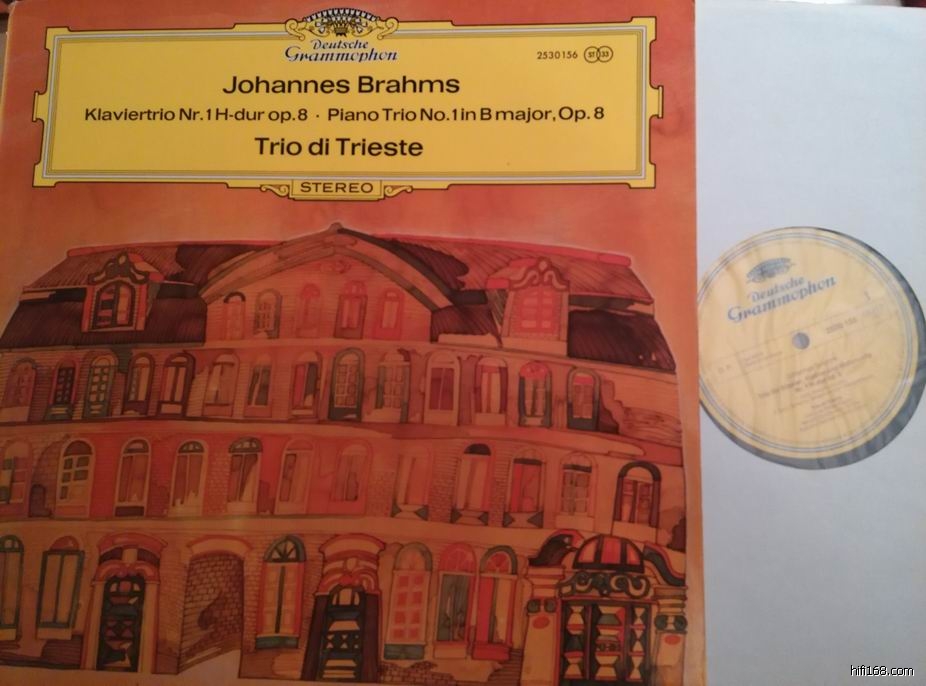 Deutsche
Grammophon
2530156 ST 33
Johannes Brahms
Klaviertrio Nr.1 H-dur op.8 · Piano Trio No.1 in B major, Op. 8
Trio di Trieste
STEREO
Deutsche
Grammophon
2530 156
hifi168.com